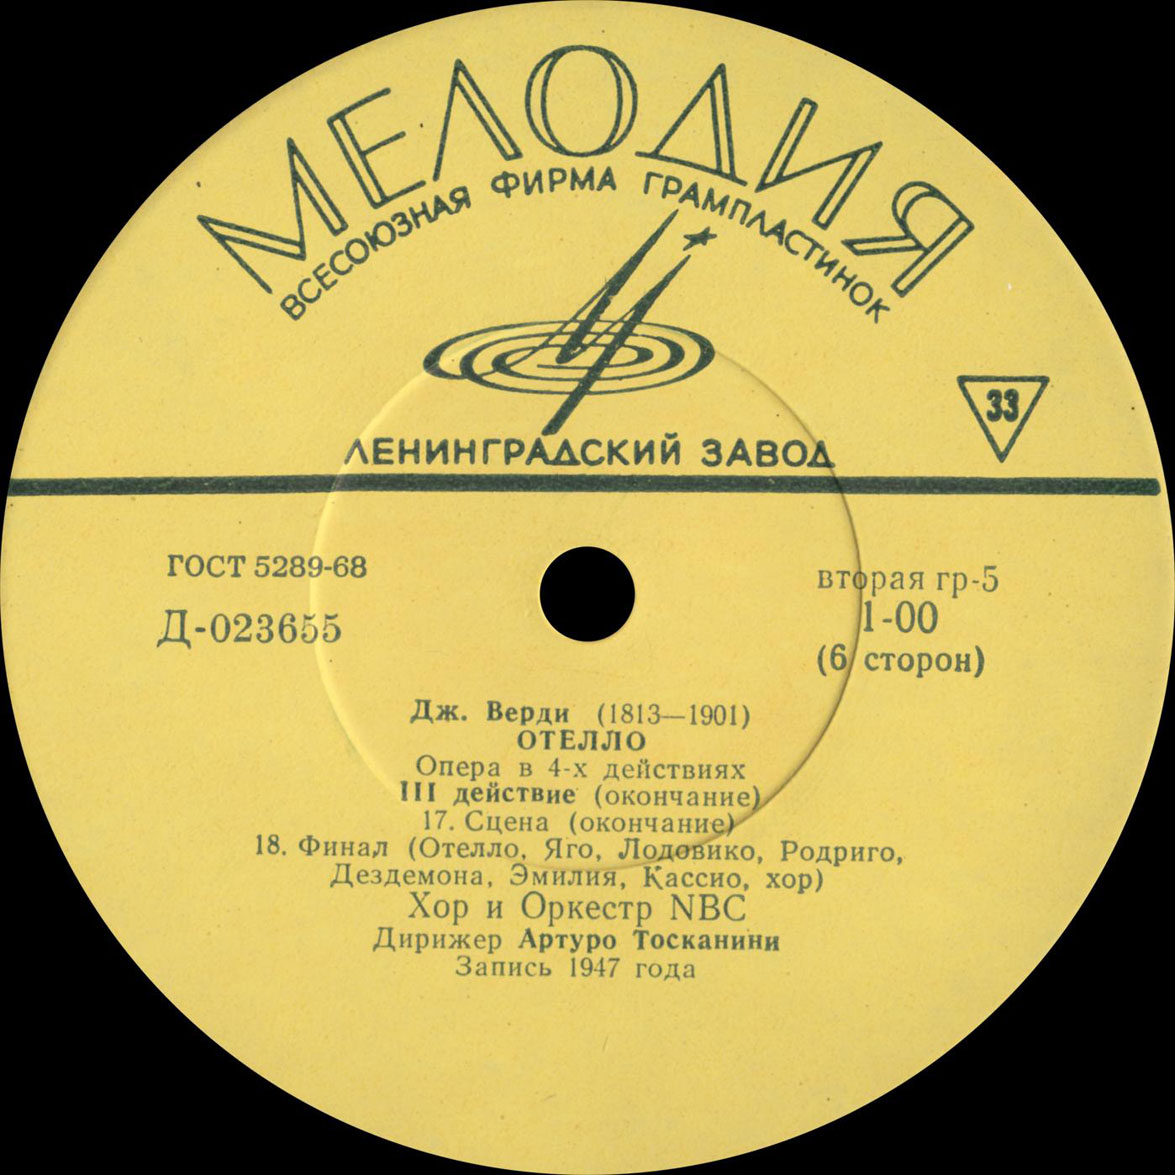 МЕЛОДИЯ
ВСЕСОЮЗНАЯ ФИРМА ГРАМПЛАСТИНОК
33
ЛЕНИНГРАДСКИЙ ЗАВОД
ГОСТ 5289-68
Д-023655
вторая гр-5
1-00
(6 сторон)
Дж. Верди (1813—1901)
ОТЕЛЛО
Опера в 4-х действиях
III действие (окончание)
17. Сцена (окончание)
18. Финал (Отелло, Яго, Лодовико, Родриго,
Дездемона, Эмилия, Кассио, хор)
Хор и Оркестр NBC
Дирижер Артуро Тосканини
Запись 1947 года